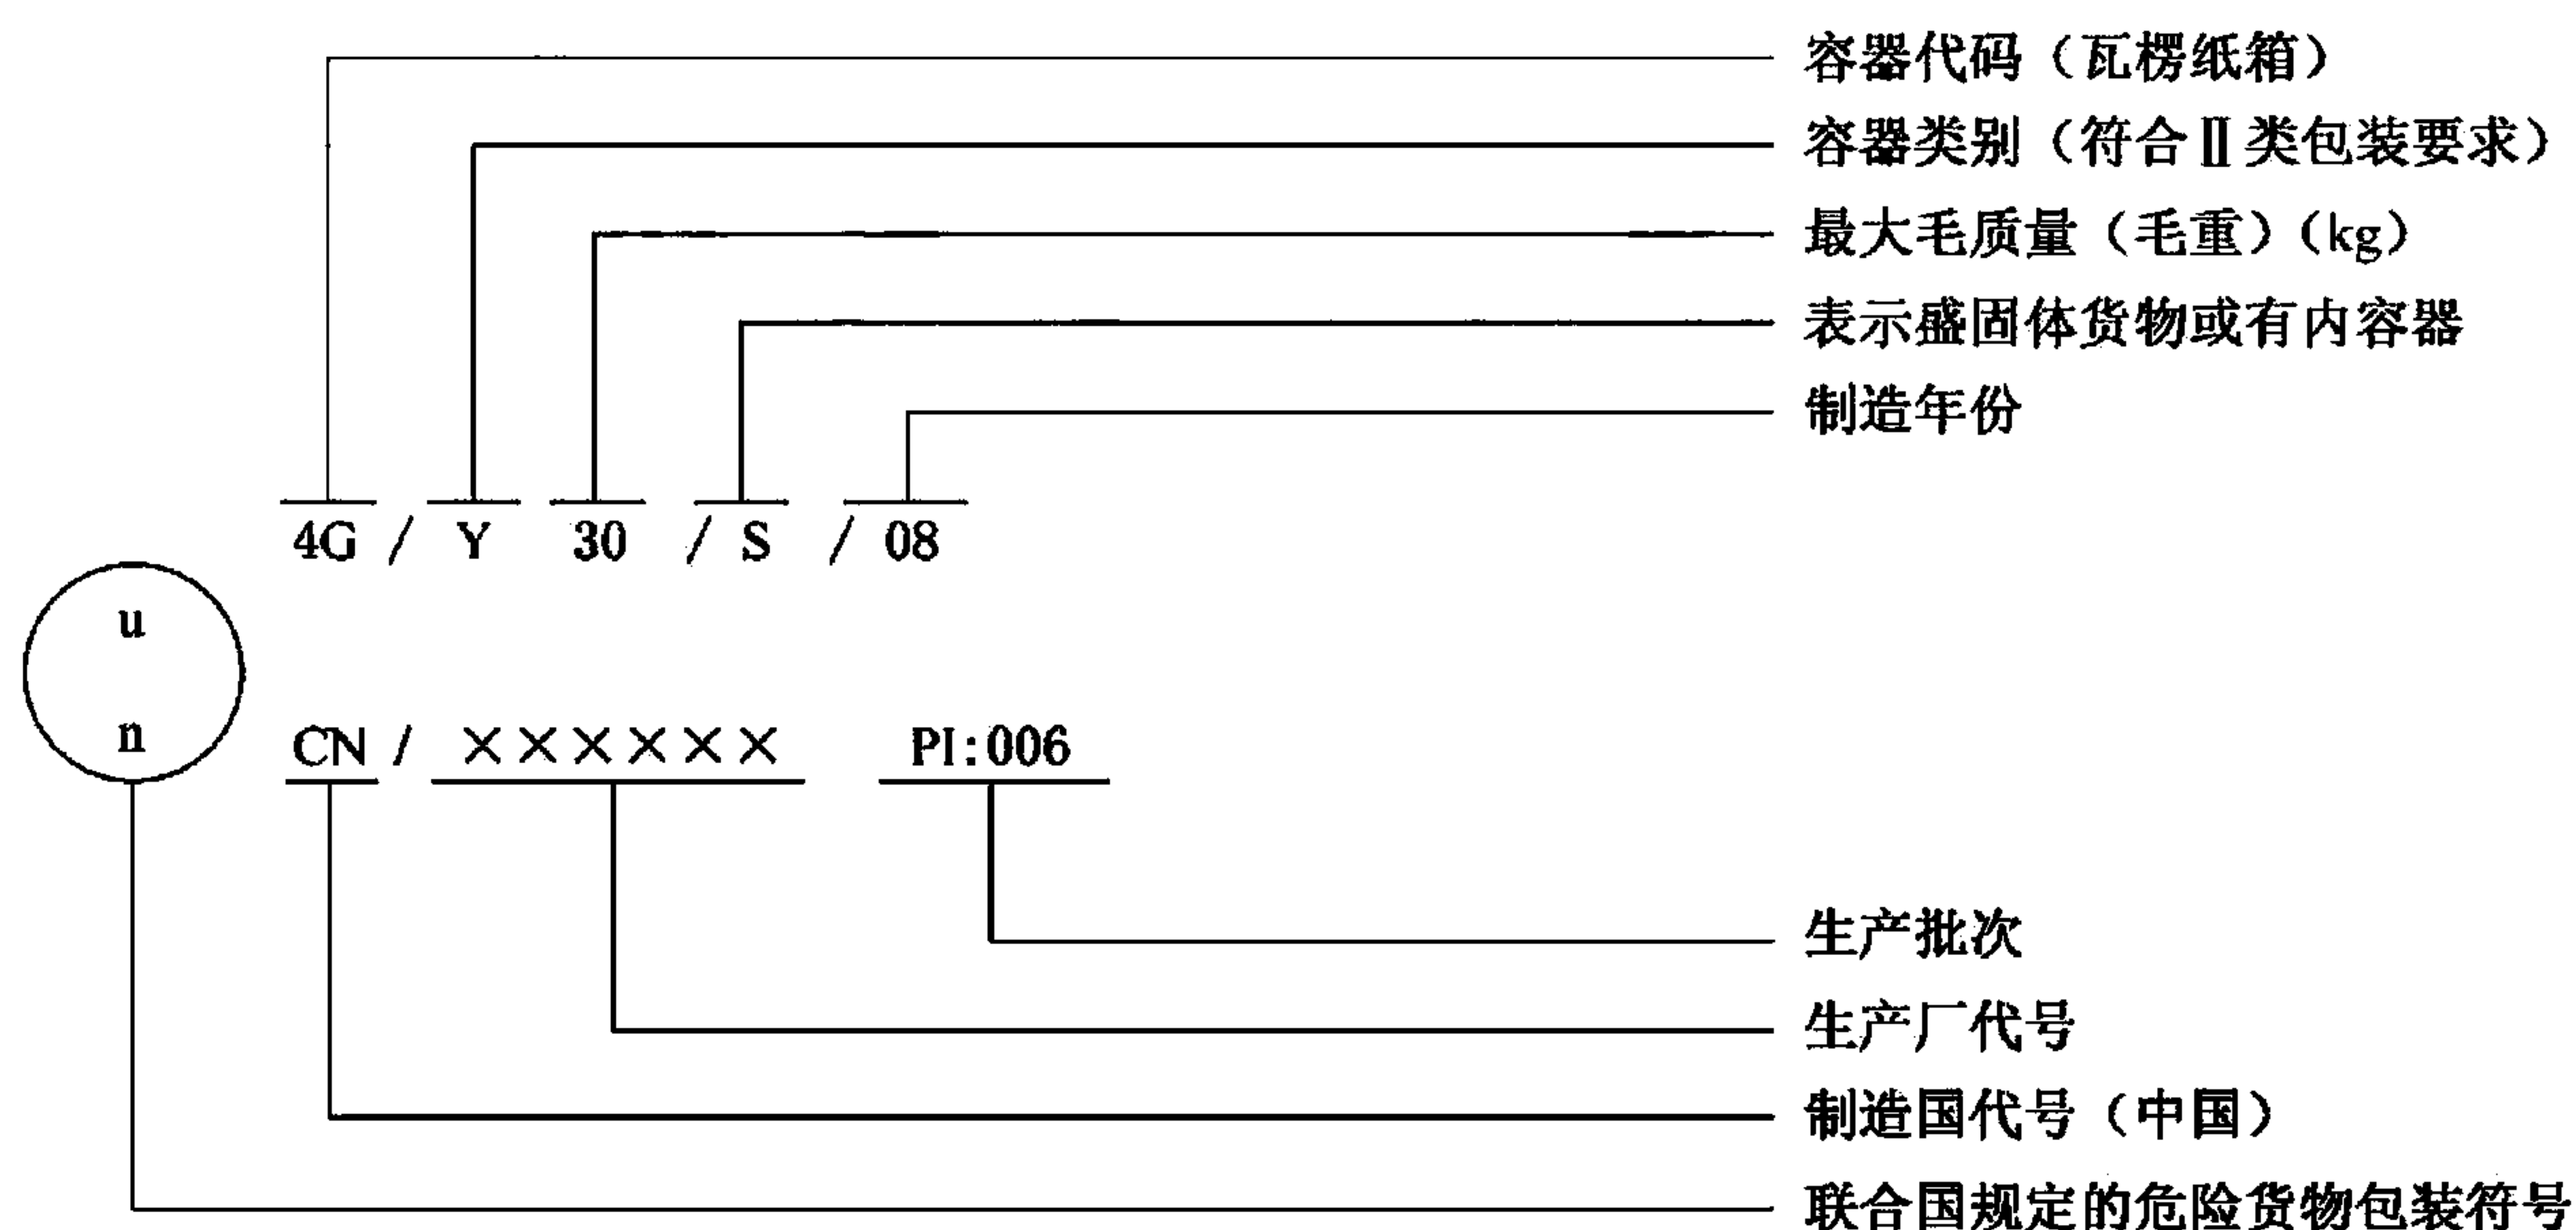 容器代码（瓦楞纸箱）
容器类别（符合Ⅱ类包装要求）
最大毛质量（毛重）(kg)
表示盛固体货物或有内容器
制造年份
4G / Y 30 / S / 08
u
n
CN / ×××××× PI:006
生产批次
生产厂代号
制造国代号（中国）
联合国规定的危险货物包装符号